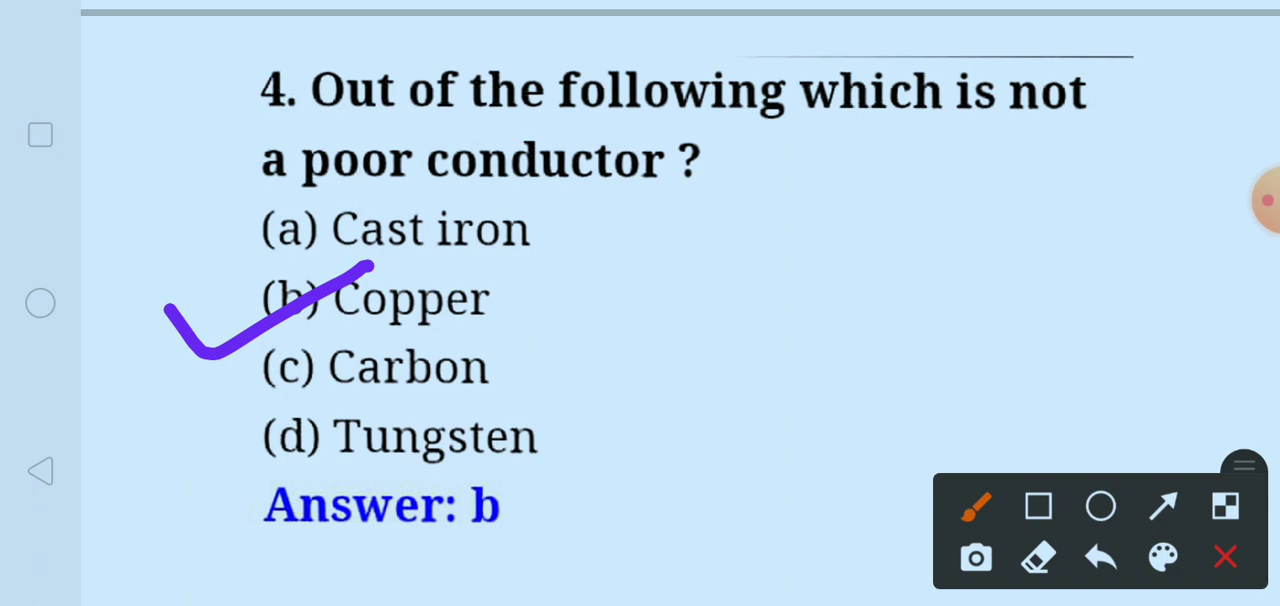 4. Out of the following which is not
a poor conductor ?
(a) Cast iron
(b) Copper
(c) Carbon
(d) Tungsten
Answer: b